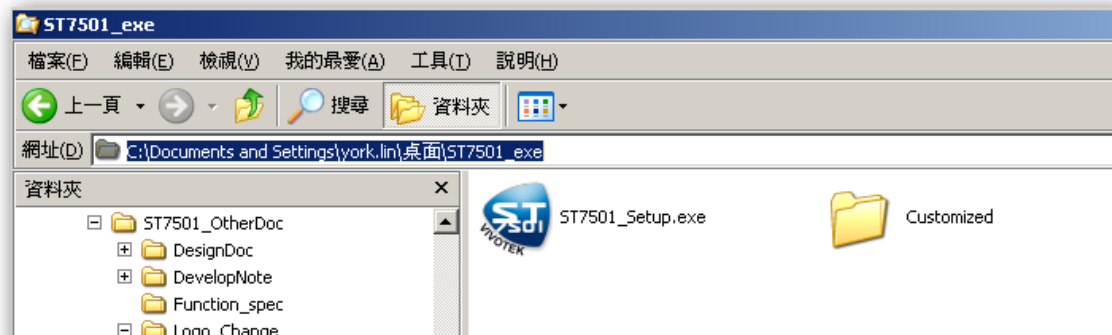 ST7501_exe
檔案(F) 編輯(E) 檢視(V) 我的最愛(A) 工具(T) 說明(H)
上一頁 搜尋 資料夾
網址(D) C:\Documents and Settings\york.lin\桌面\ST7501_exe
資料夾
ST7501_OtherDoc
DesignDoc
DevelopNote
Function_spec
Logo_Change
ST
7501
VIVOTEK
ST7501_Setup.exe
Customized